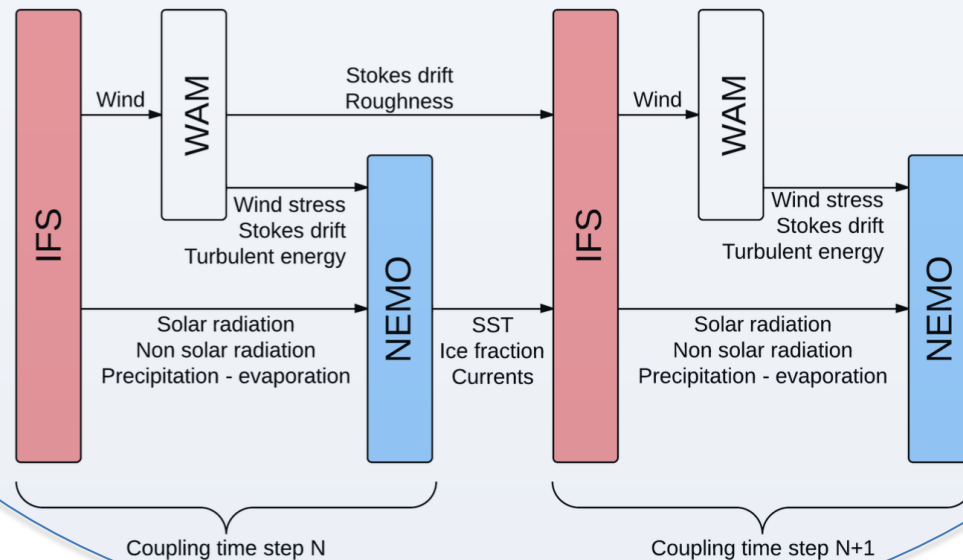 IFS
Wind
WAM
Stokes drift
Roughness
Wind stress
Stokes drift
Turbulent energy
Solar radiation
Non solar radiation
Precipitation - evaporation
NEMO
SST
Ice fraction
Currents
IFS
Wind
WAM
Wind stress
Stokes drift
Turbulent energy
Solar radiation
Non solar radiation
Precipitation - evaporation
NEMO
Coupling time step N
Coupling time step N+1